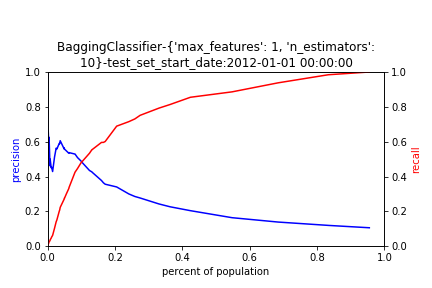 BaggingClassifier-{'max_features': 1, 'n_estimators':
10}-test_set_start_date:2012-01-01 00:00:00
1.0
0.8
0.6
0.4
0.2
0.0
precision
1.0
0.8
0.6
0.4
0.2
0.0
recall
0.0 0.2 0.4 0.6 0.8 1.0
percent of population